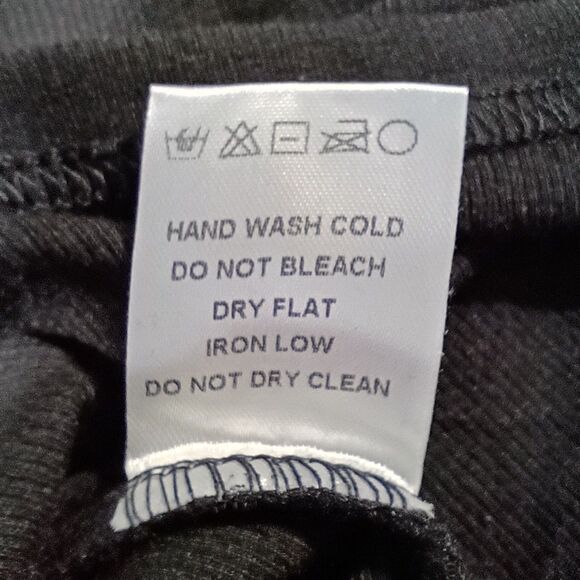 HAND WASH COLD
DO NOT BLEACH
DRY FLAT
IRON LOW
DO NOT DRY CLEAN